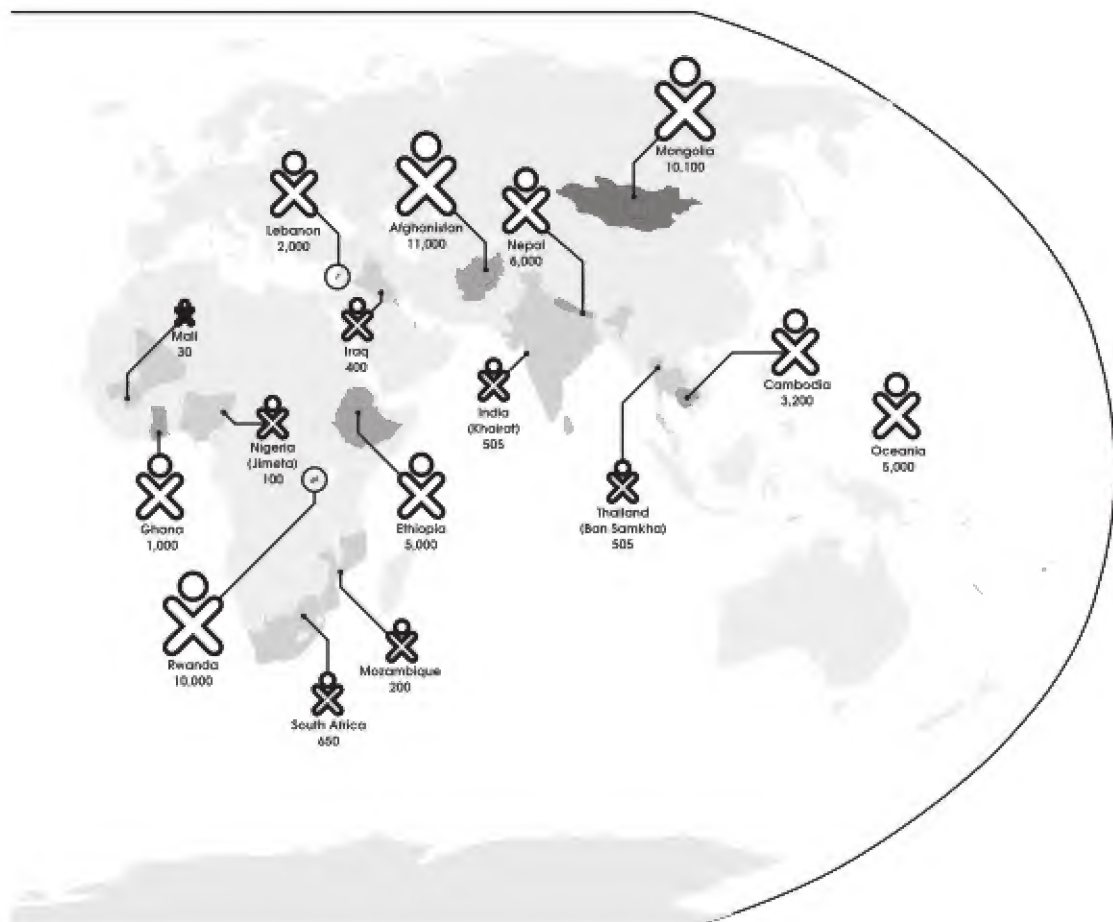 Mongolia
10,100
Lebanon
2,000
Afghanistan
11,000
Nepal
6,000
Mali
30
Iraq
400
India
(Khairat)
505
Cambodia
3,200
Oceania
5,000
Nigeria
(Jimeta)
100
Ghana
1,000
Ethiopia
5,000
Thailand
(Ban Samkha)
505
Rwanda
10,000
Mozambique
200
South Africa
650